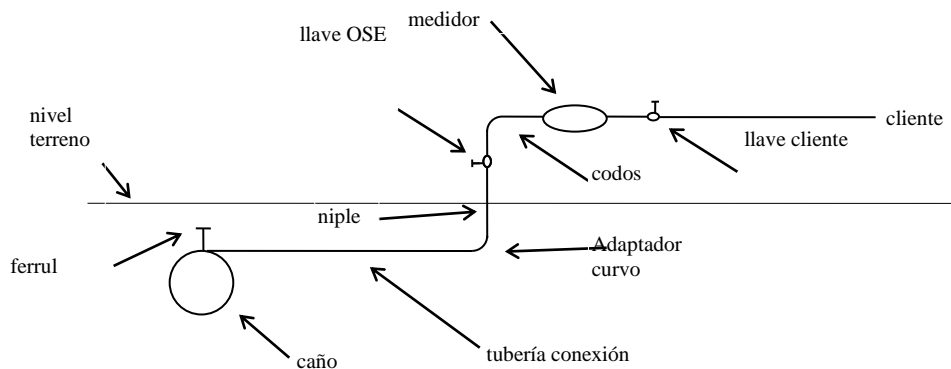 medidor
llave OSE
nivel
terreno
cliente
llave cliente
codos
niple
Adaptador
curvo
ferrul
tubería conexión
caño